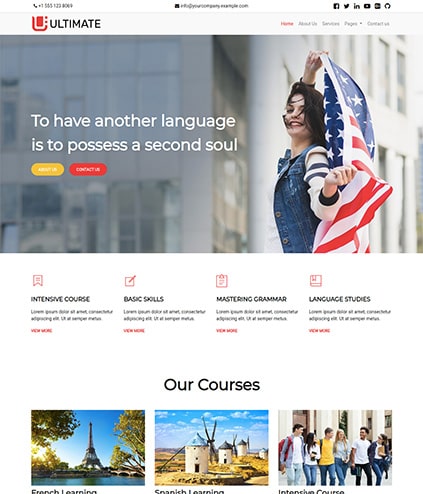 +1 555 123 8069
info@yourcompany.example.com
ULTIMATE
Home About Us Services Pages Contact us
To have another language
is to possess a second soul
ABOUT US
CONTACT US
INTENSIVE COURSE
Lorem ipsum dolor sit amet, consectetur
adipiscing elit. Ut at semper metus.
VIEW MORE
BASIC SKILLS
Lorem ipsum dolor sit amet, consectetur
adipiscing elit. Ut at semper metus.
VIEW MORE
MASTERING GRAMMAR
Lorem ipsum dolor sit amet, consectetur
adipiscing elit. Ut at semper metus.
VIEW MORE
LANGUAGE STUDIES
Lorem ipsum dolor sit amet, consectetur
adipiscing elit. Ut at semper metus.
VIEW MORE
Our Courses
French Learning
Spanish Learning
Intensive Course